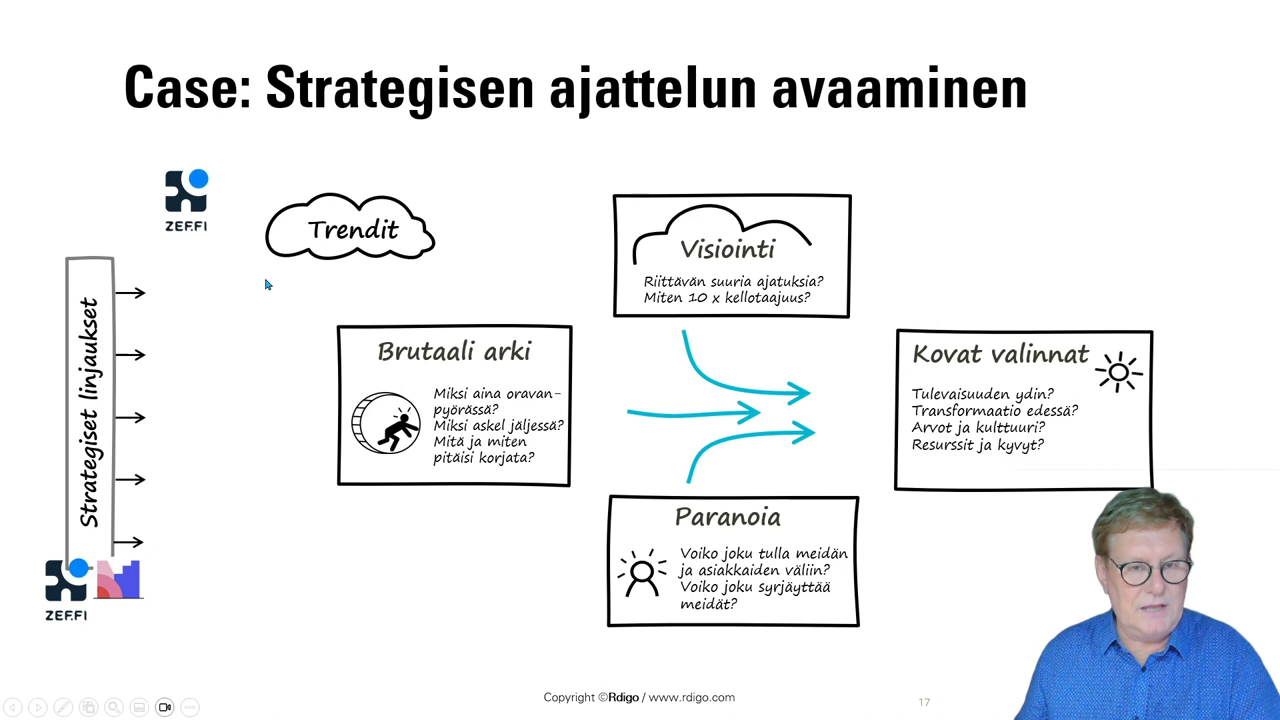 Case: Strategisen ajattelun avaaminen
ZEF.FI
Trendit
Visiointi
Riittävän suuria ajatuksia?
Miten 10 x kellotaajuus?
Strategiset linjaukset
Brutaali arki
Miksi aina oravan-
pyörässä?
Miksi askel jäljessä?
Mitä ja miten
pitäisi korjata?
Kovat valinnat
Tulevaisuuden ydin?
Transformaatio edessä?
Arvot ja kulttuuri?
Resurssit ja kyvyt?
Paranoia
Voiko joku tulla meidän
ja asiakkaiden väliin?
Voiko joku syrjäyttää
meidät?
ZEF.FI
Copyright ©Rdigo / www.rdigo.com
17